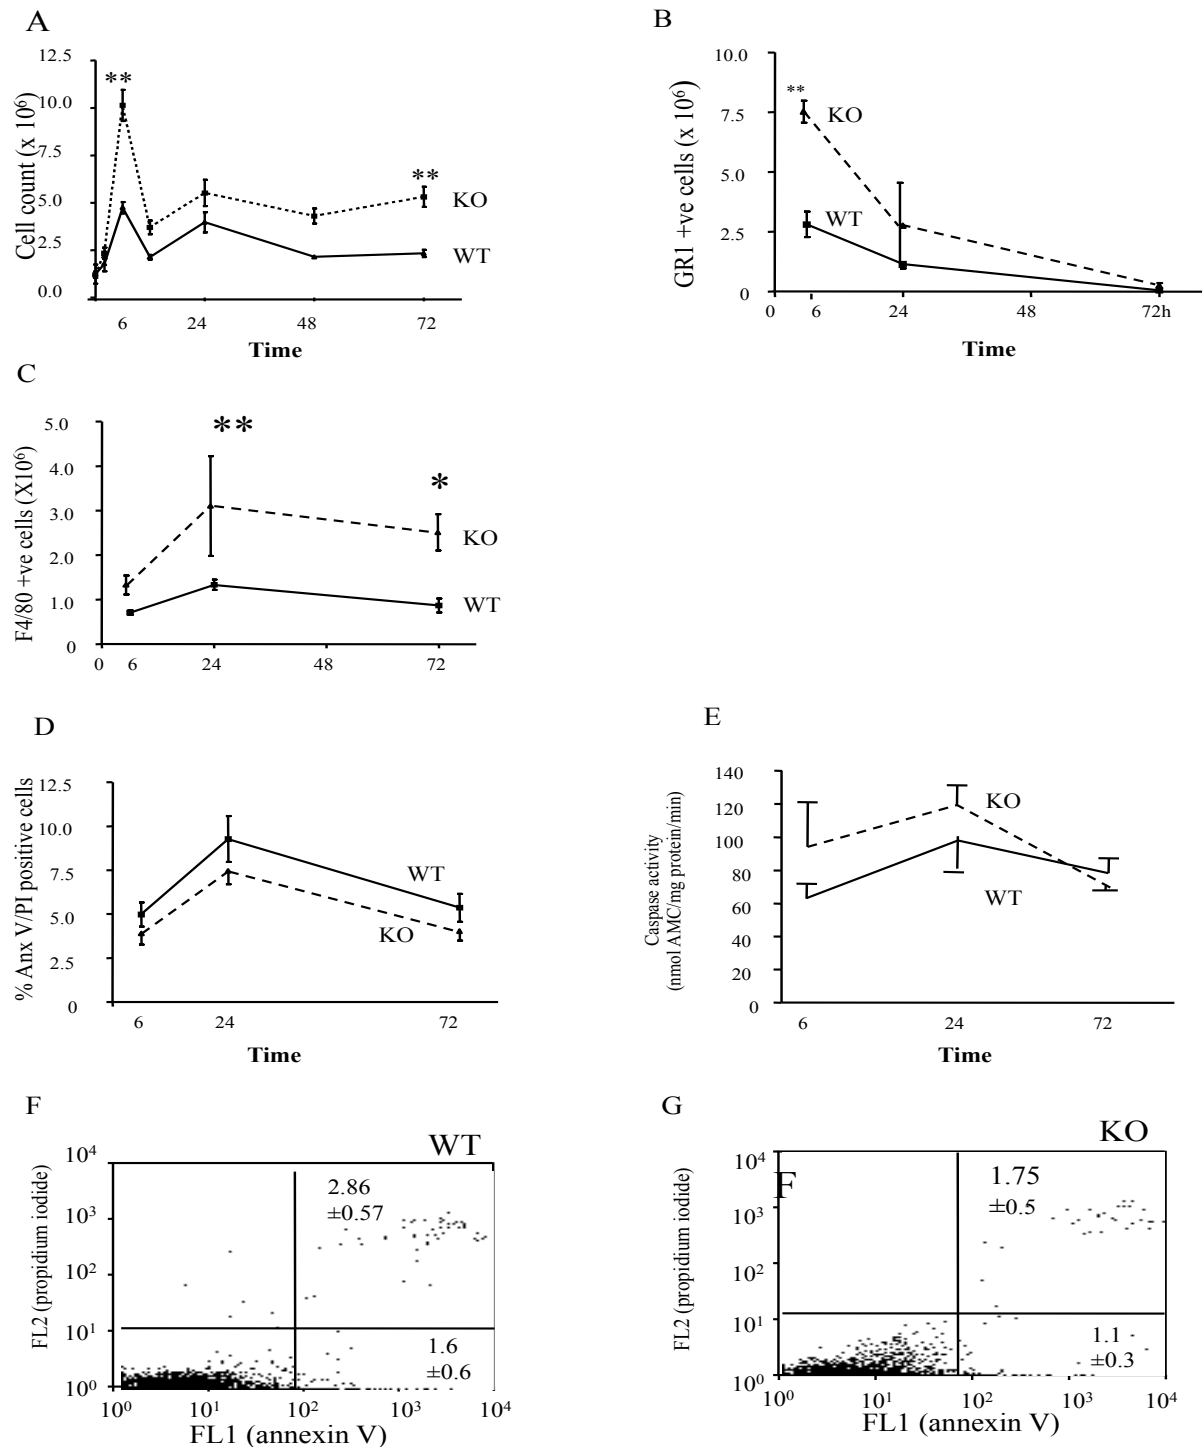 A
Cell count (x 10⁶)
12.5
10.0
7.5
5.0
2.5
0.0
**
**
KO
WT
6
24
48
72
Time
B
GR1 +ve cells (x 10⁶)
10.0
7.5
5.0
2.5
0
**
KO
WT
0
6
24
48
72h
Time
C
F4/80 +ve cells (X10⁶)
5.0
4.0
3.0
2.0
1.0
0
**
*
KO
WT
0
6
24
48
72
D
% Anx V/PI positive cells
12.5
10.0
7.5
5.0
2.5
0
WT
KO
6
24
72
Time
E
Caspase activity
(nmol AMC/mg protein/min)
140
120
100
80
60
40
20
0
KO
WT
6
24
72
Time
F
WT
FL2 (propidium iodide)
10⁴
10³
10²
10¹
10⁰
2.86
±0.57
1.6
±0.6
10⁰
10¹
10²
10³
10⁴
FL1 (annexin V)
G
KO
F
FL2 (propidium iodide)
10⁴
10³
10²
10¹
10⁰
1.75
±0.5
1.1
±0.3
10⁰
10¹
10²
10³
10⁴
FL1 (annexin V)